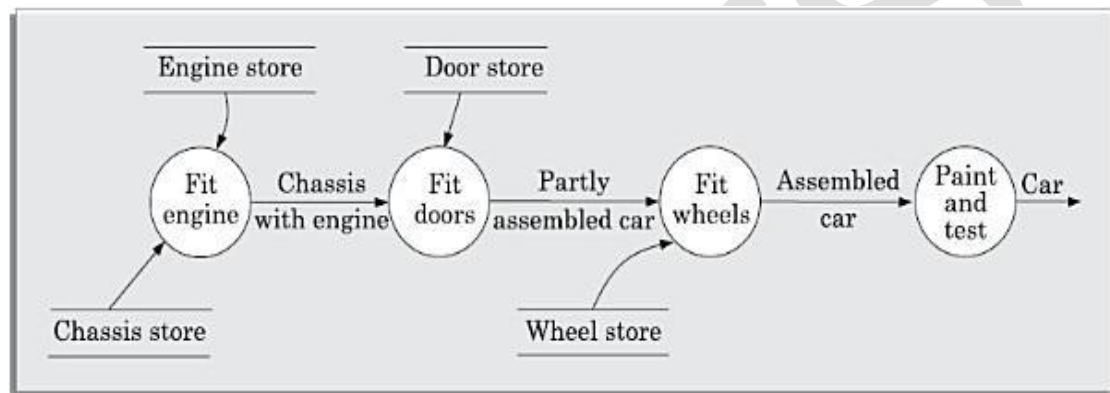 Engine store
Door store
Fit
engine
Chassis
with engine
Fit
doors
Partly
assembled car
Fit
wheels
Assembled
car
Paint
and
test
Car
Chassis store
Wheel store